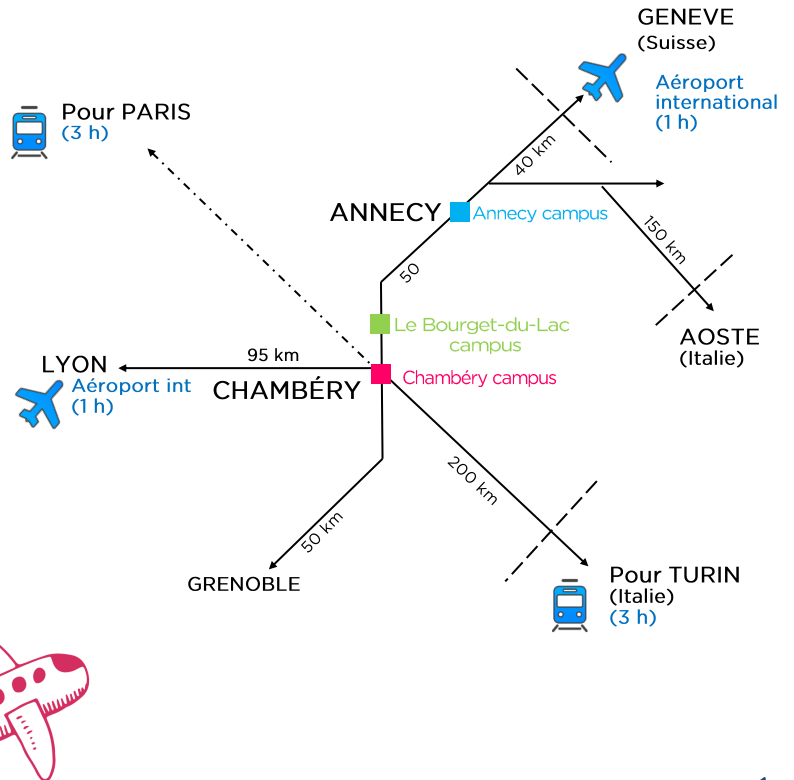 GENEVE
(Suisse)
Aéroport
international
(1 h)
Pour PARIS
(3 h)
40 km
ANNECY
Annecy campus
150 km
50
Le Bourget-du-Lac
campus
AOSTE
(Italie)
95 km
LYON
Aéroport int
(1 h)
CHAMBÉRY
Chambéry campus
200 km
50 km
GRENOBLE
Pour TURIN
(Italie)
(3 h)